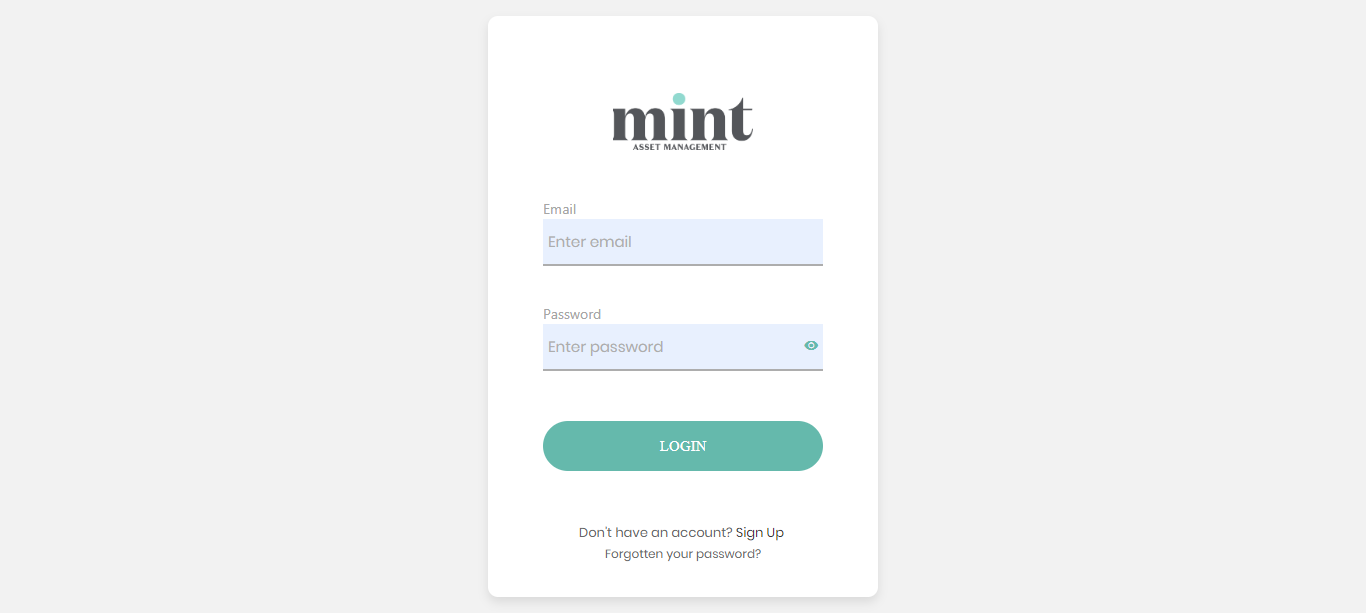 mint
ASSET MANAGEMENT
Email
Enter email
Password
Enter password
LOGIN
Don't have an account? Sign Up
Forgotten your password?